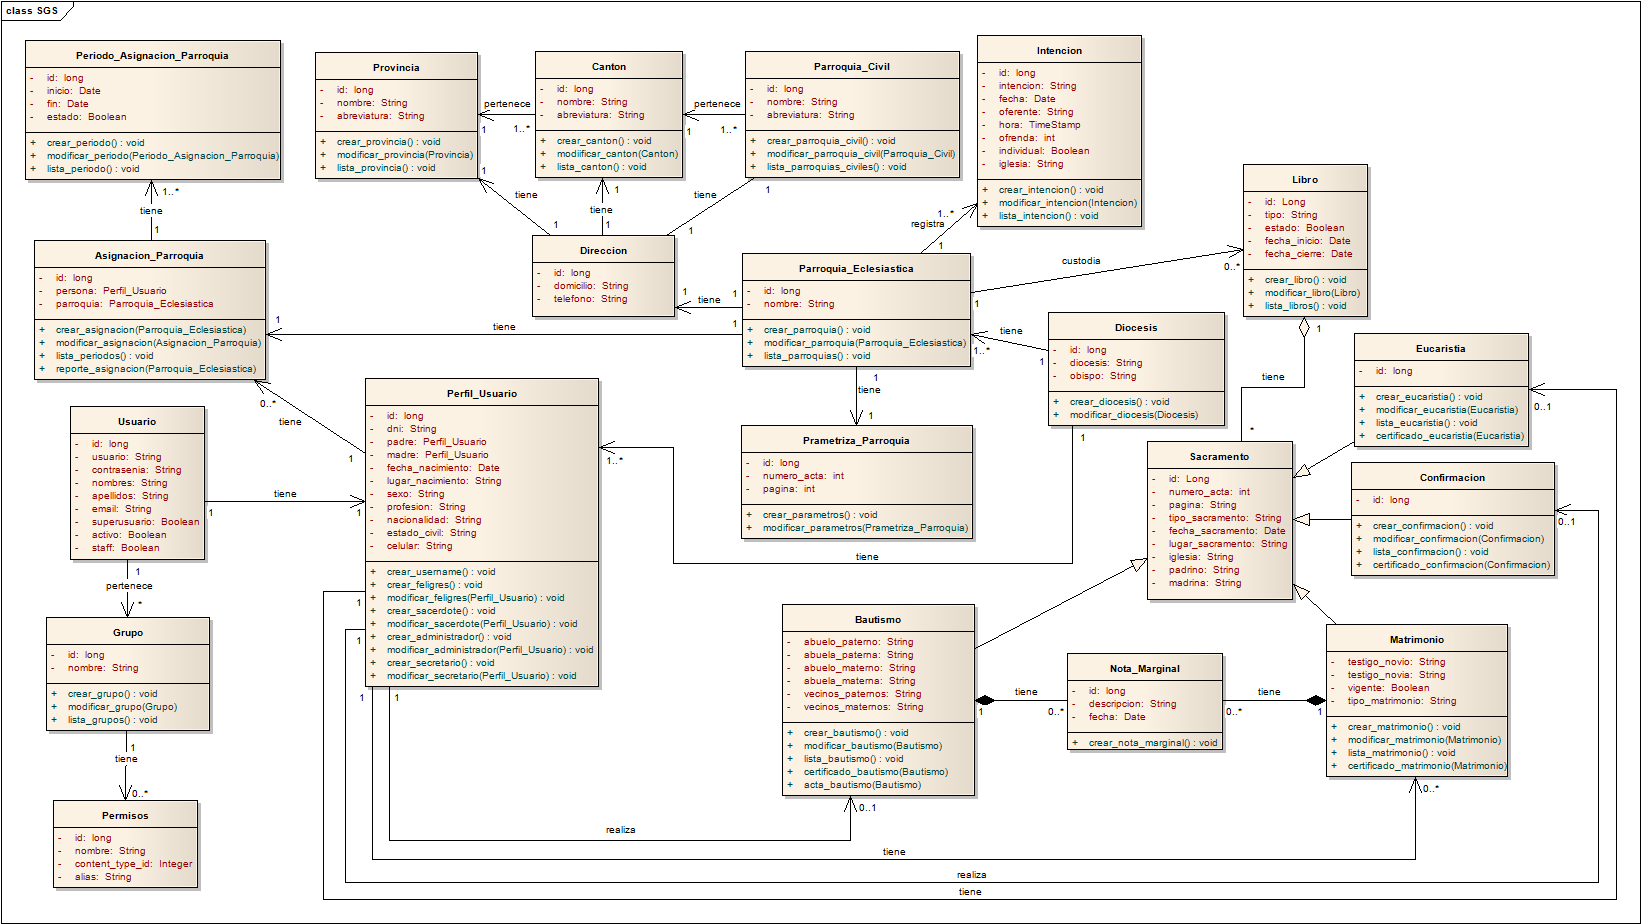 class SGS
Periodo_Asignacion_Parroquia
- id: long
- inicio: Date
- fin: Date
- estado: Boolean
+ crear_periodo() : void
+ modificar_periodo(Periodo_Asignacion_Parroquia)
+ lista_periodo() : void
1..*
tiene
1
Provincia
- id: long
- nombre: String
- abreviatura: String
+ crear_provincia() : void
+ modificar_provincia(Provincia)
+ lista_provincia() : void
pertenece
1
1..*
Canton
- id: long
- nombre: String
- abreviatura: String
+ crear_canton() : void
+ modiificar_canton(Canton)
+ lista_canton() : void
pertenece
1
1..*
Parroquia_Civil
- id: long
- nombre: String
- abreviatura: String
+ crear_parroquia_civil() : void
+ modificar_parroquia_civil(Parroquia_Civil)
+ lista_parroquias_civiles() : void
1
tiene
1
1
tiene
1
1
tiene
1
Intencion
- id: long
- intencion: String
- fecha: Date
- oferente: String
- hora: TimeStamp
- ofrenda: int
- individual: Boolean
- iglesia: String
+ crear_intencion() : void
+ modificar_intencion(Intencion)
+ lista_intencion() : void
1..*
registra
1
Libro
- id: Long
- tipo: String
- estado: Boolean
- fecha_inicio: Date
- fecha_cierre: Date
+ crear_libro() : void
+ modificar_libro(Libro)
+ lista_libros() : void
custodia
0..*
1
Asignacion_Parroquia
- id: long
- persona: Perfil_Usuario
- parroquia: Parroquia_Eclesiastica
+ crear_asignacion(Parroquia_Eclesiastica)
+ modificar_asignacion(Asignacion_Parroquia)
+ lista_periodos() : void
+ reporte_asignacion(Parroquia_Eclesiastica)
1
tiene
1
Direccion
- id: long
- domicilio: String
- telefono: String
1
tiene
1
Parroquia_Eclesiastica
- id: long
- nombre: String
+ crear_parroquia() : void
+ modificar_parroquia(Parroquia_Eclesiastica)
+ lista_parroquias() : void
tiene
1..*
1
Diocesis
- id: long
- diocesis: String
- obispo: String
+ crear_diocesis() : void
+ modificar_diocesis(Diocesis)
1
1
tiene
*
Eucaristia
- id: long
+ crear_eucaristia() : void
+ modificar_eucaristia(Eucaristia)
+ lista_eucaristia() : void
+ certificado_eucaristia(Eucaristia)
0..1
1
tiene
1
0..*
tiene
1
Perfil_Usuario
- id: long
- dni: String
- padre: Perfil_Usuario
- madre: Perfil_Usuario
- fecha_nacimiento: Date
- lugar_nacimiento: String
- sexo: String
- profesion: String
- nacionalidad: String
- estado_civil: String
- celular: String
+ crear_username() : void
+ crear_feligres() : void
+ modificar_feligres(Perfil_Usuario) : void
+ crear_sacerdote() : void
+ modificar_sacerdote(Perfil_Usuario) : void
+ crear_administrador() : void
+ modificar_administrador(Perfil_Usuario) : void
+ crear_secretario() : void
+ modificar_secretario(Perfil_Usuario) : void
1..*
tiene
Usuario
- id: long
- usuario: String
- contrasenia: String
- nombres: String
- apellidos: String
- email: String
- superusuario: Boolean
- activo: Boolean
- staff: Boolean
tiene
1
1
Prametriza_Parroquia
- id: long
- numero_acta: int
- pagina: int
+ crear_parametros() : void
+ modificar_parametros(Prametriza_Parroquia)
Sacramento
- id: Long
- numero_acta: int
- pagina: String
- tipo_sacramento: String
- fecha_sacramento: Date
- lugar_sacramento: String
- iglesia: String
- padrino: String
- madrina: String
Confirmacion
- id: long
+ crear_confirmacion() : void
+ modificar_confirmacion(Confirmacion)
+ lista_confirmacion() : void
+ certificado_confirmacion(Confirmacion)
0..1
1
pertenece
*
Grupo
- id: long
- nombre: String
+ crear_grupo() : void
+ modificar_grupo(Grupo)
+ lista_grupos() : void
1
tiene
0..*
Permisos
- id: long
- nombre: String
- content_type_id: Integer
- alias: String
1
1
1
1
Bautismo
- abuelo_paterno: String
- abuela_paterna: String
- abuelo_materno: String
- abuela_materna: String
- vecinos_paternos: String
- vecinos_maternos: String
+ crear_bautismo() : void
+ modificar_bautismo(Bautismo)
+ lista_bautismo() : void
+ certificado_bautismo(Bautismo)
+ acta_bautismo(Bautismo)
0..1
tiene
1
0..*
Nota_Marginal
- id: long
- descripcion: String
- fecha: Date
+ crear_nota_marginal() : void
tiene
0..*
1
Matrimonio
- testigo_novio: String
- testigo_novia: String
- vigente: Boolean
- tipo_matrimonio: String
+ crear_matrimonio() : void
+ modificar_matrimonio(Matrimonio)
+ lista_matrimonio() : void
+ certificado_matrimonio(Matrimonio)
0..*
realiza
tiene
realiza
tiene